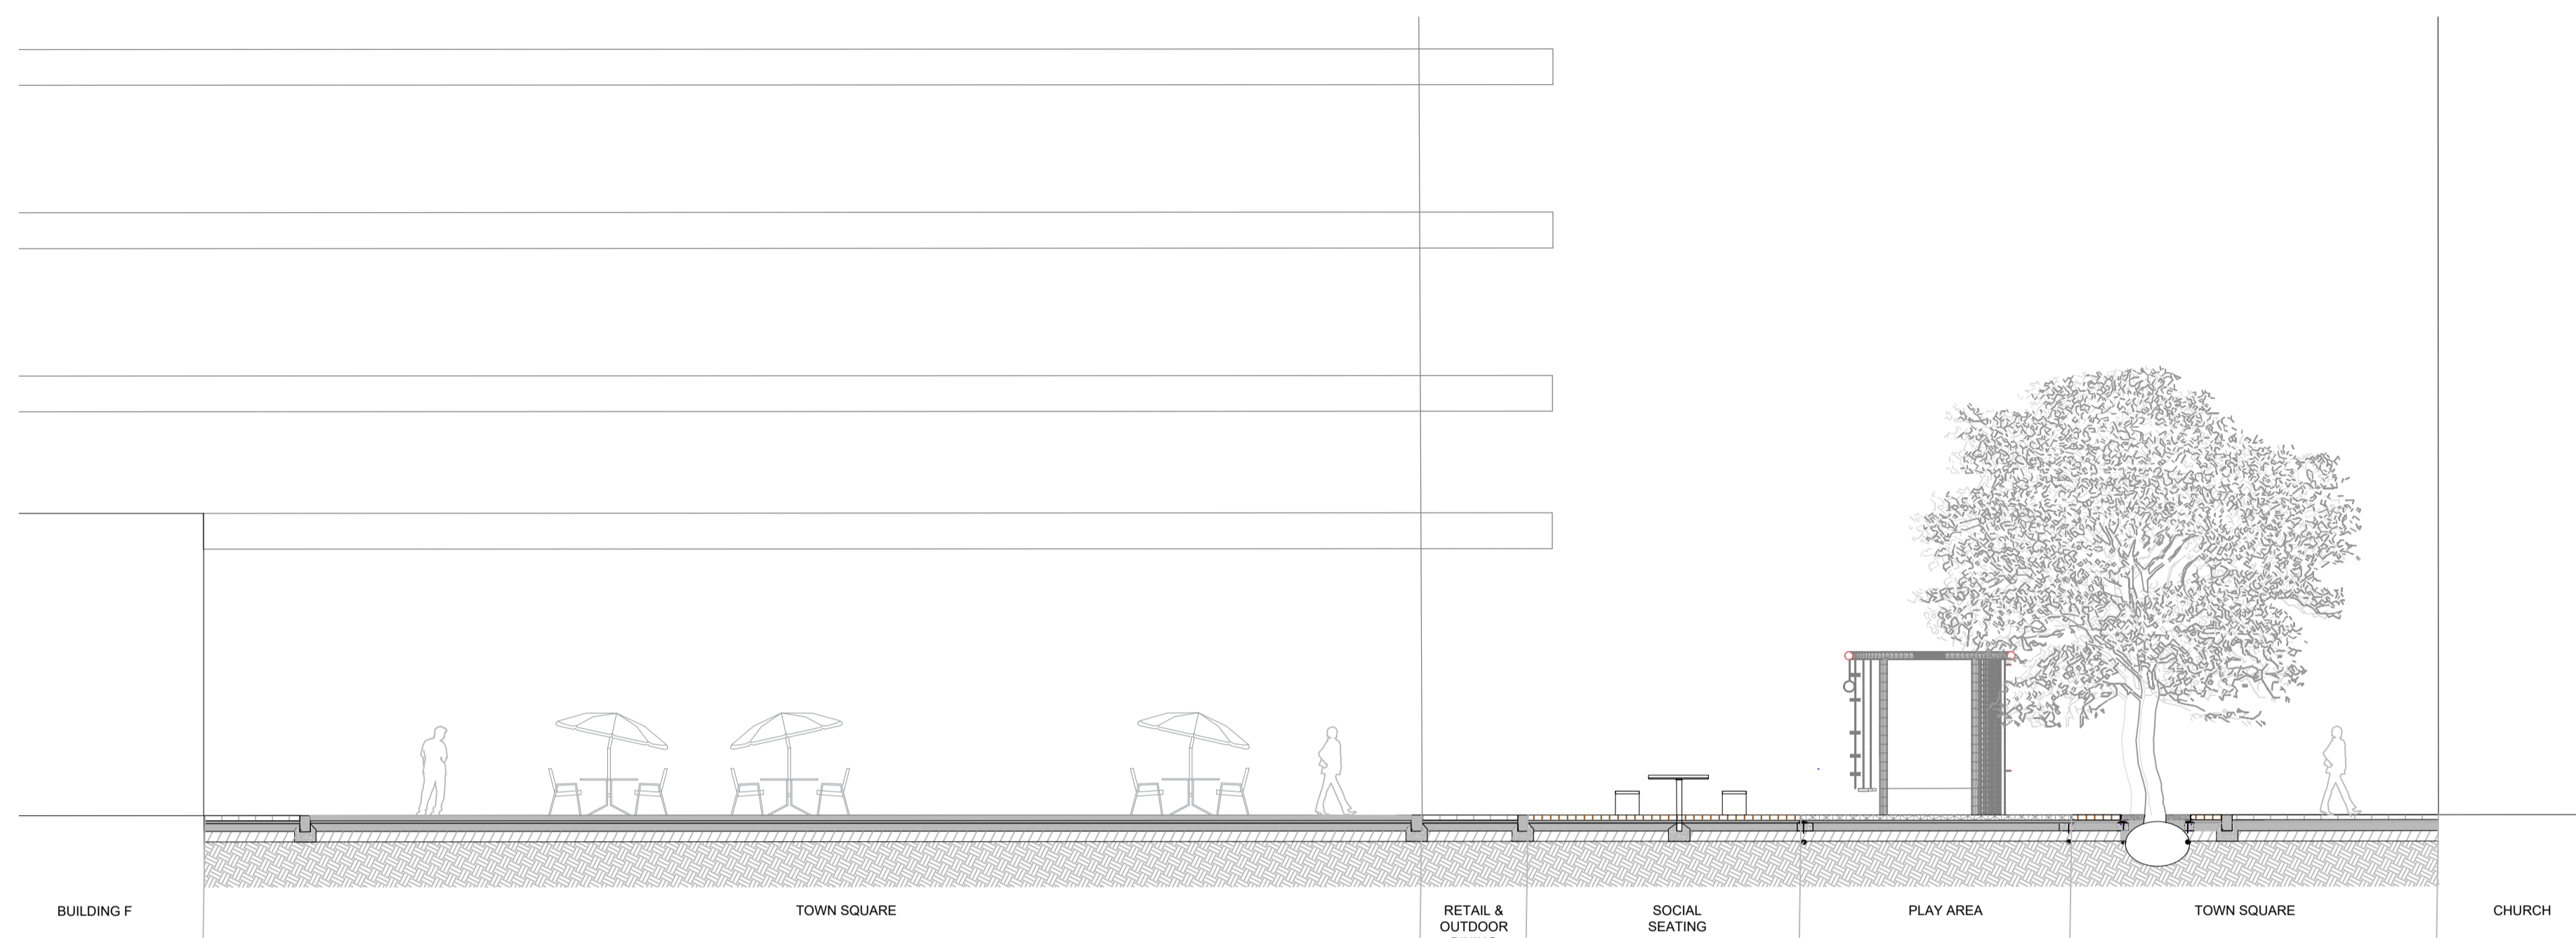 BUILDING F
TOWN SQUARE
RETAIL &
OUTDOOR
SOCIAL
SEATING
PLAY AREA
TOWN SQUARE
CHURCH